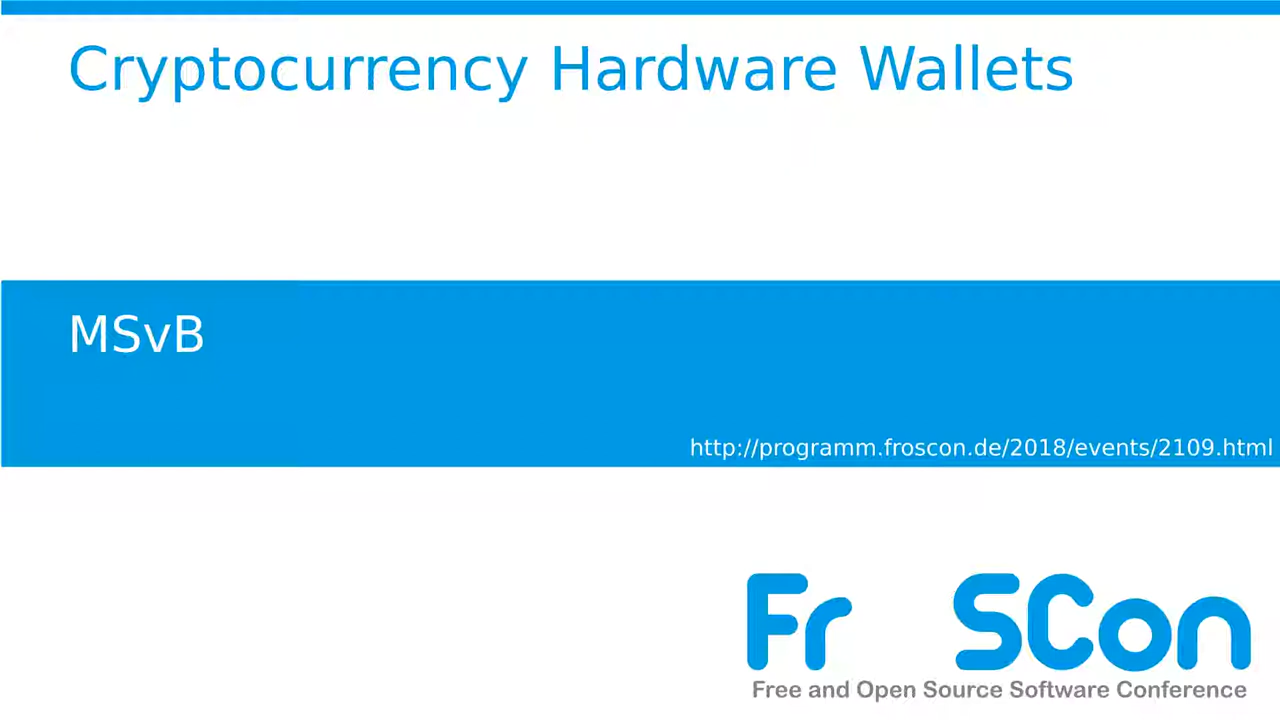 Cryptocurrency Hardware Wallets
MSvB
http://programm.froscon.de/2018/events/2109.html
Fr SCon
Free and Open Source Software Conference